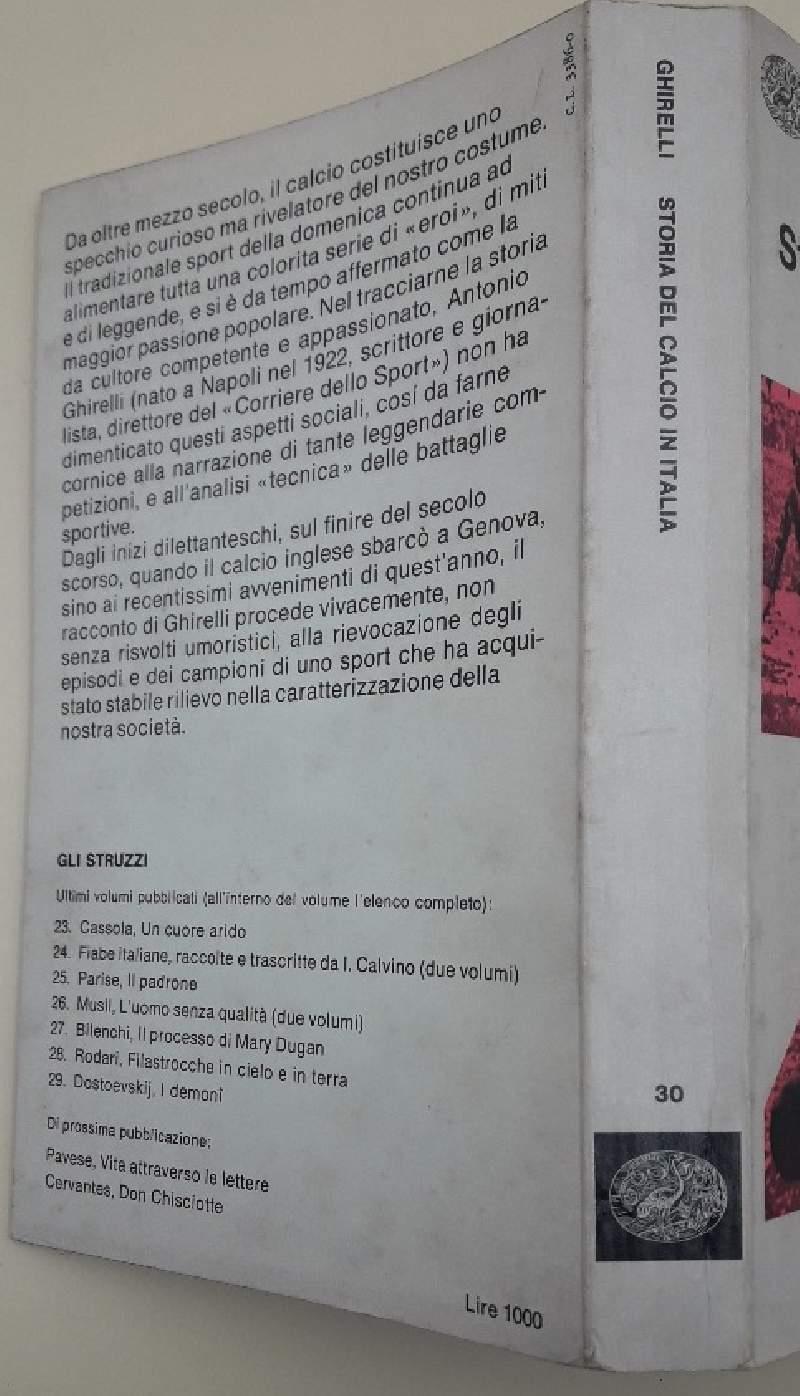 Da oltre mezzo secolo, il calcio costituisce uno
specchio curioso ma rivelatore del nostro costume.
Il tradizionale sport della domenica continua ad
alimentare tutta una colorita serie di «eroi», di miti
e di leggende, e si è da tempo affermato come la
maggior passione popolare. Nel tracciarne la storia
da cultore competente e appassionato, Antonio
Ghirelli (nato a Napoli nel 1922, scrittore e giorna-
lista, direttore del «Corriere dello Sport») non ha
dimenticato questi aspetti sociali, cosí da farne
cornice alla narrazione di tante leggendarie com-
petizioni, e all'analisi «tecnica» delle battaglie
sportive.
Dagli inizi dilettanteschi, sul finire del secolo
scorso, quando il calcio inglese sbarcò a Genova,
sino ai recentissimi avvenimenti di quest'anno, il
racconto di Ghirelli procede vivacemente, non
senza risvolti umoristici, alla rievocazione degli
episodi e dei campioni di uno sport che ha acqui-
stato stabile rilievo nella caratterizzazione della
nostra società.
GLI STRUZZI
Ultimi volumi pubblicati (all'interno del volume l'elenco completo):
23. Cassola, Un cuore arido
24. Fiabe italiane, raccolte e trascritte da I. Calvino (due volumi)
25. Parise, Il padrone
26. Musil, L'uomo senza qualità (due volumi)
27. Bilenchi, Il processo di Mary Dugan
28. Rodari, Filastrocche in cielo e in terra
29. Dostoevskij, I demoni
Di prossima pubblicazione:
Pavese, Vita attraverso le lettere
Cervantes, Don Chisciotte
Lire 1000
C.L. 3386-0
GHIRELLI STORIA DEL CALCIO IN ITALIA
30
S